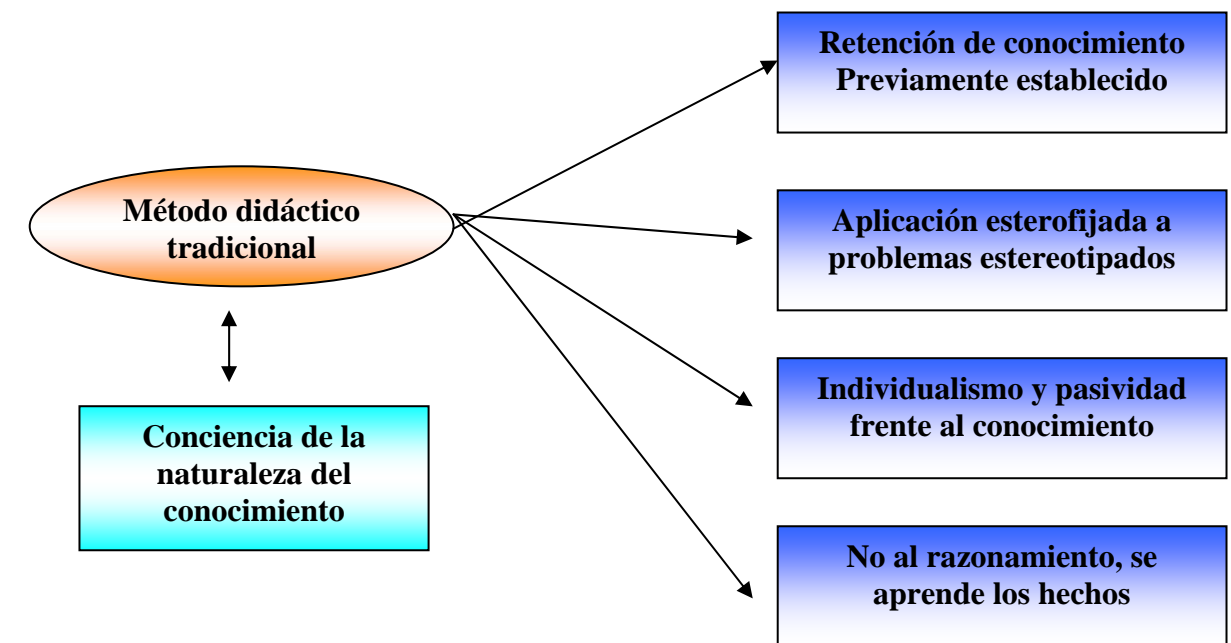 Método didáctico
tradicional
Conciencia de la
naturaleza del
conocimiento
Retención de conocimiento
Previamente establecido
Aplicación esterofijada a
problemas estereotipados
Individualismo y pasividad
frente al conocimiento
No al razonamiento, se
aprende los hechos